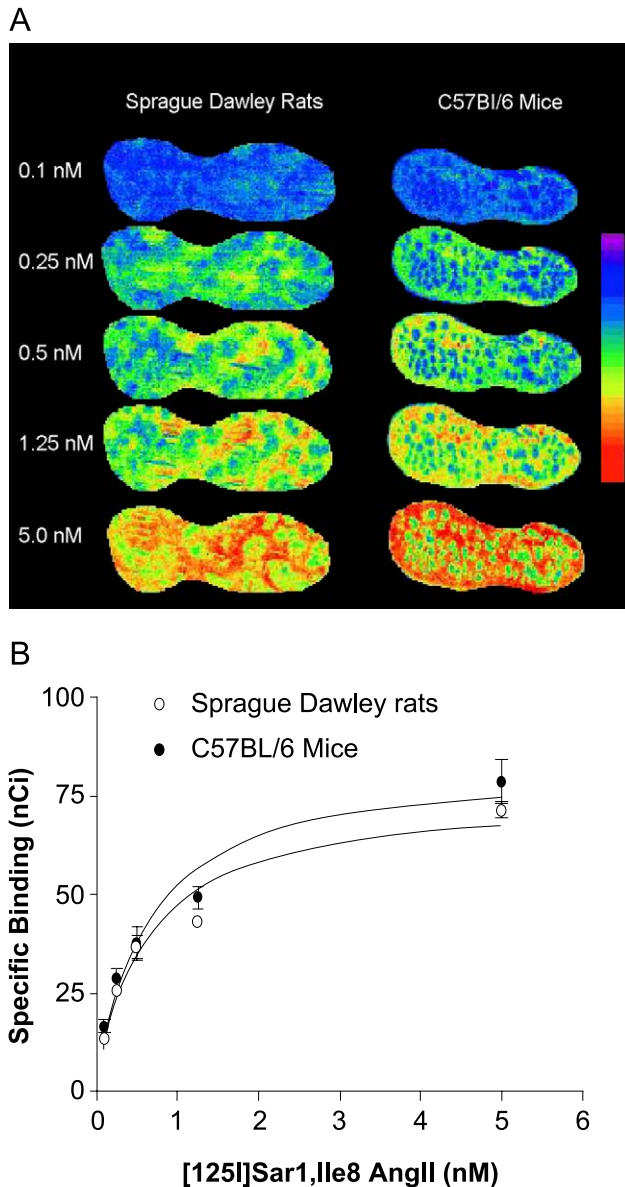 A
Sprague Dawley Rats
C57Bl/6 Mice
0.1 nM
0.25 nM
0.5 nM
1.25 nM
5.0 nM
B
100
75
50
25
0
Specific Binding (nCi)
Sprague Dawley rats
C57BL/6 Mice
0 1 2 3 4 5 6
[125I]Sar1,Ile8 AngII (nM)